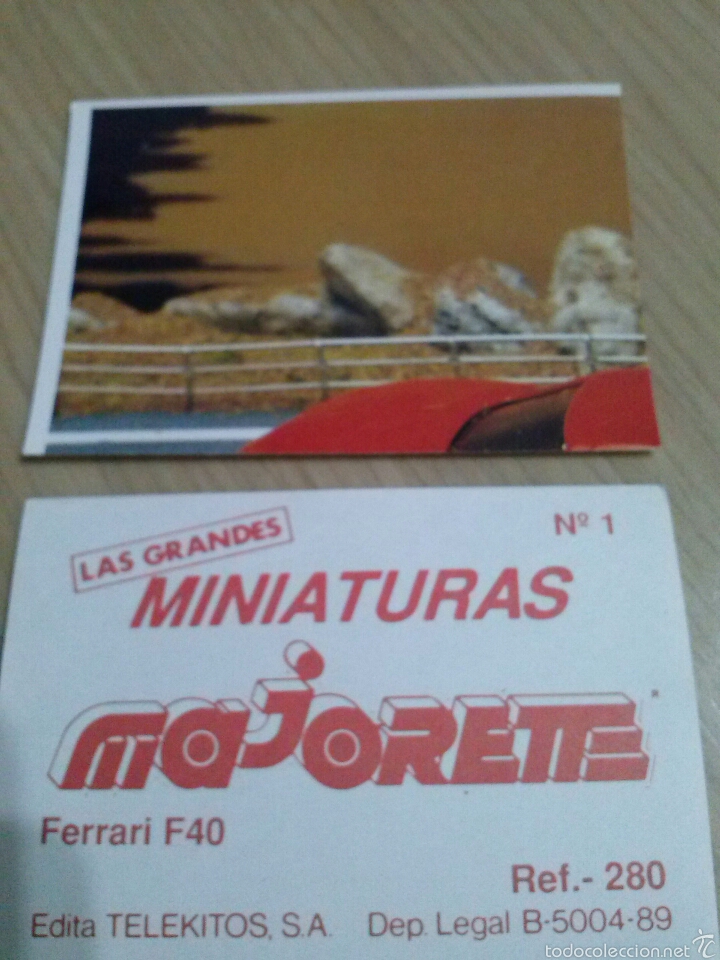 LAS GRANDES
Nº 1
MINIATURAS
MAJORETTE
Ferrari F40
Ref.- 280
Edita TELEKITOS, S.A. Dep. Legal B-5004-89
todocoleccion.net